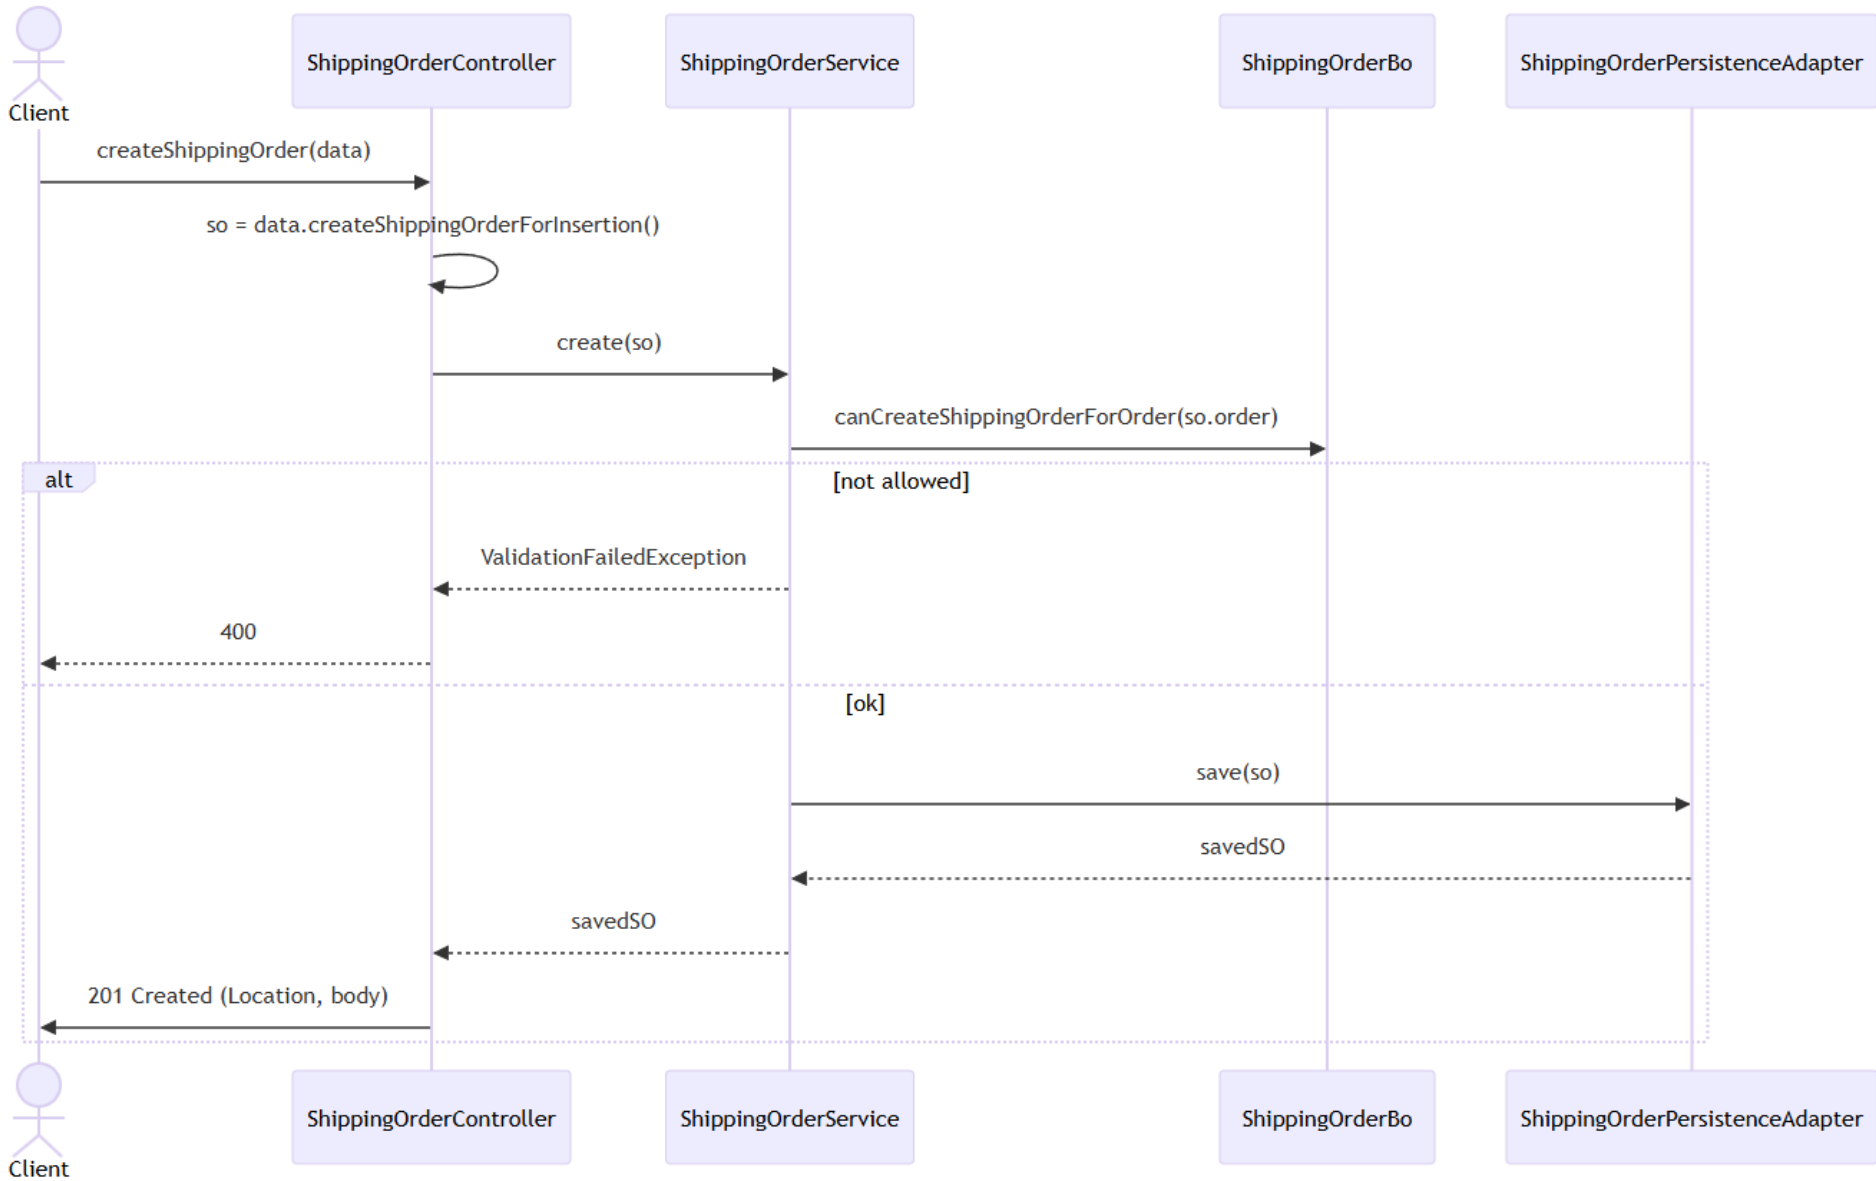 ShippingOrderController
ShippingOrderService
ShippingOrderBo
ShippingOrderPersistenceAdapter
Client
createShippingOrder(data)
so = data.createShippingOrderForInsertion()
create(so)
canCreateShippingOrderForOrder(so.order)
alt
[not allowed]
ValidationFailedException
400
[ok]
save(so)
savedSO
savedSO
201 Created (Location, body)
ShippingOrderController
ShippingOrderService
ShippingOrderBo
ShippingOrderPersistenceAdapter
Client